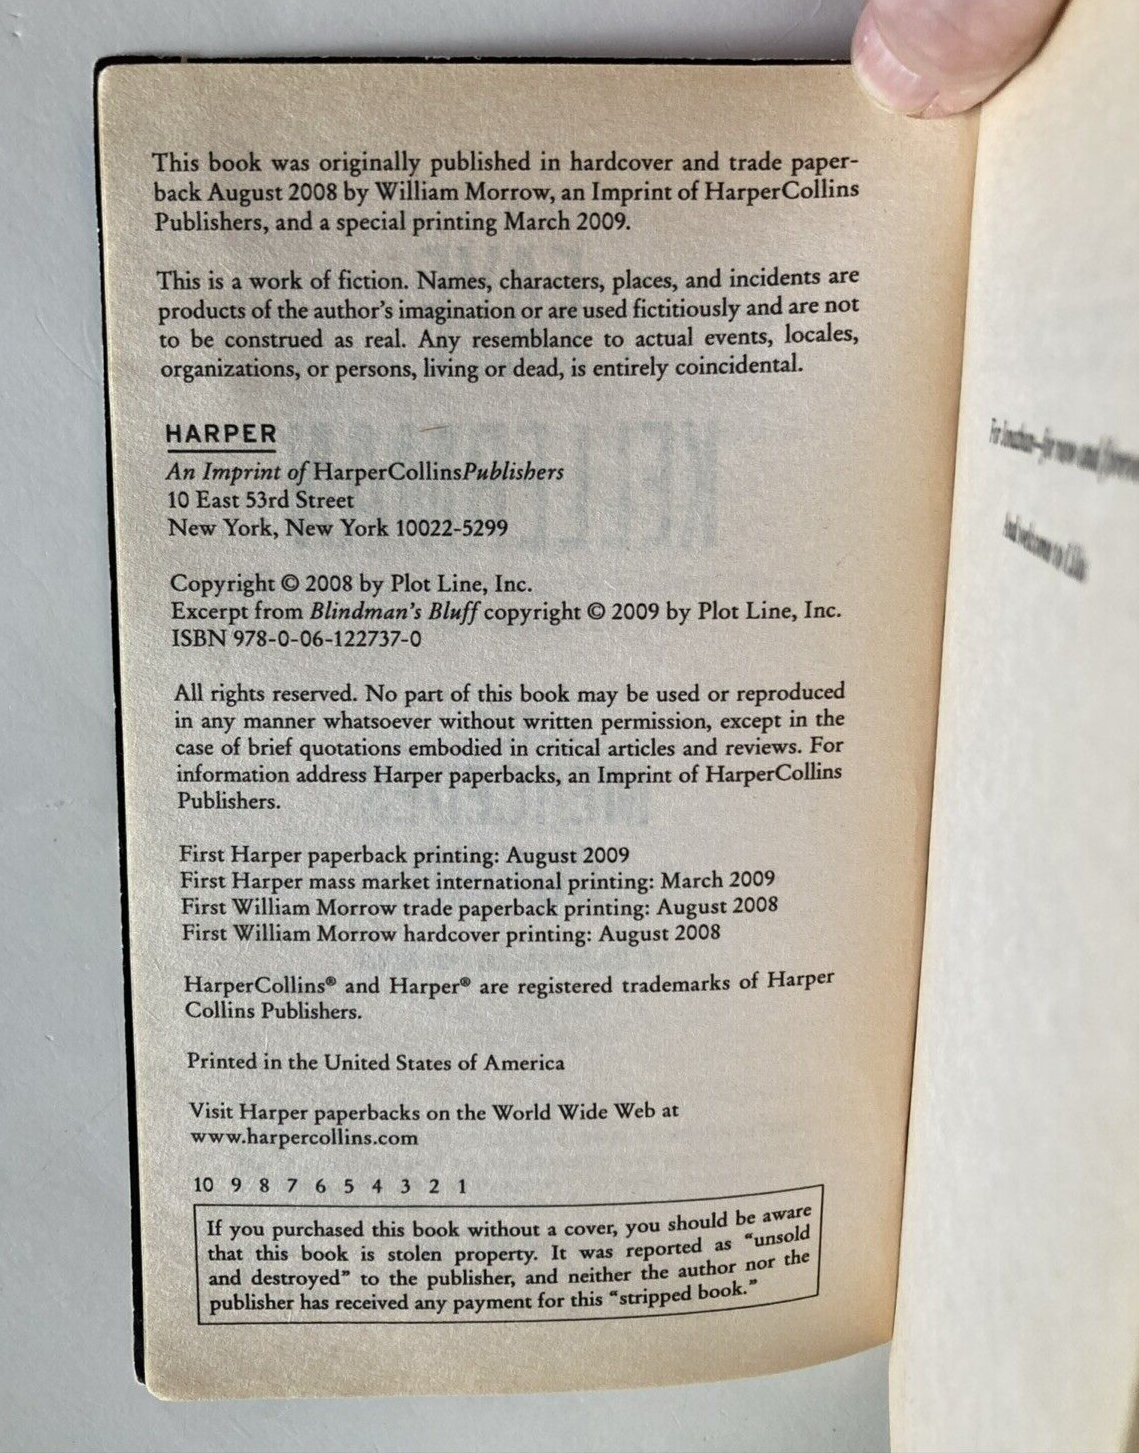 This book was originally published in hardcover and trade paper-
back August 2008 by William Morrow, an Imprint of HarperCollins
Publishers, and a special printing March 2009.
This is a work of fiction. Names, characters, places, and incidents are
products of the author's imagination or are used fictitiously and are not
to be construed as real. Any resemblance to actual events, locales,
organizations, or persons, living or dead, is entirely coincidental.
HARPER
An Imprint of HarperCollinsPublishers
10 East 53rd Street
New York, New York 10022-5299
Copyright © 2008 by Plot Line, Inc.
Excerpt from Blindman's Bluff copyright © 2009 by Plot Line, Inc.
ISBN 978-0-06-122737-0
All rights reserved. No part of this book may be used or reproduced
in any manner whatsoever without written permission, except in the
case of brief quotations embodied in critical articles and reviews. For
information address Harper paperbacks, an Imprint of HarperCollins
Publishers.
First Harper paperback printing: August 2009
First Harper mass market international printing: March 2009
First William Morrow trade paperback printing: August 2008
First William Morrow hardcover printing: August 2008
HarperCollins® and Harper® are registered trademarks of Harper
Collins Publishers.
Printed in the United States of America
Visit Harper paperbacks on the World Wide Web at
www.harpercollins.com
10 9 8 7 6 5 4 3 2 1
If you purchased this book without a cover, you should be aware
that this book is stolen property. It was reported as "unsold
and destroyed" to the publisher, and neither the author nor the
publisher has received any payment for this "stripped book."
For Jonathan—for now and
And welcome to